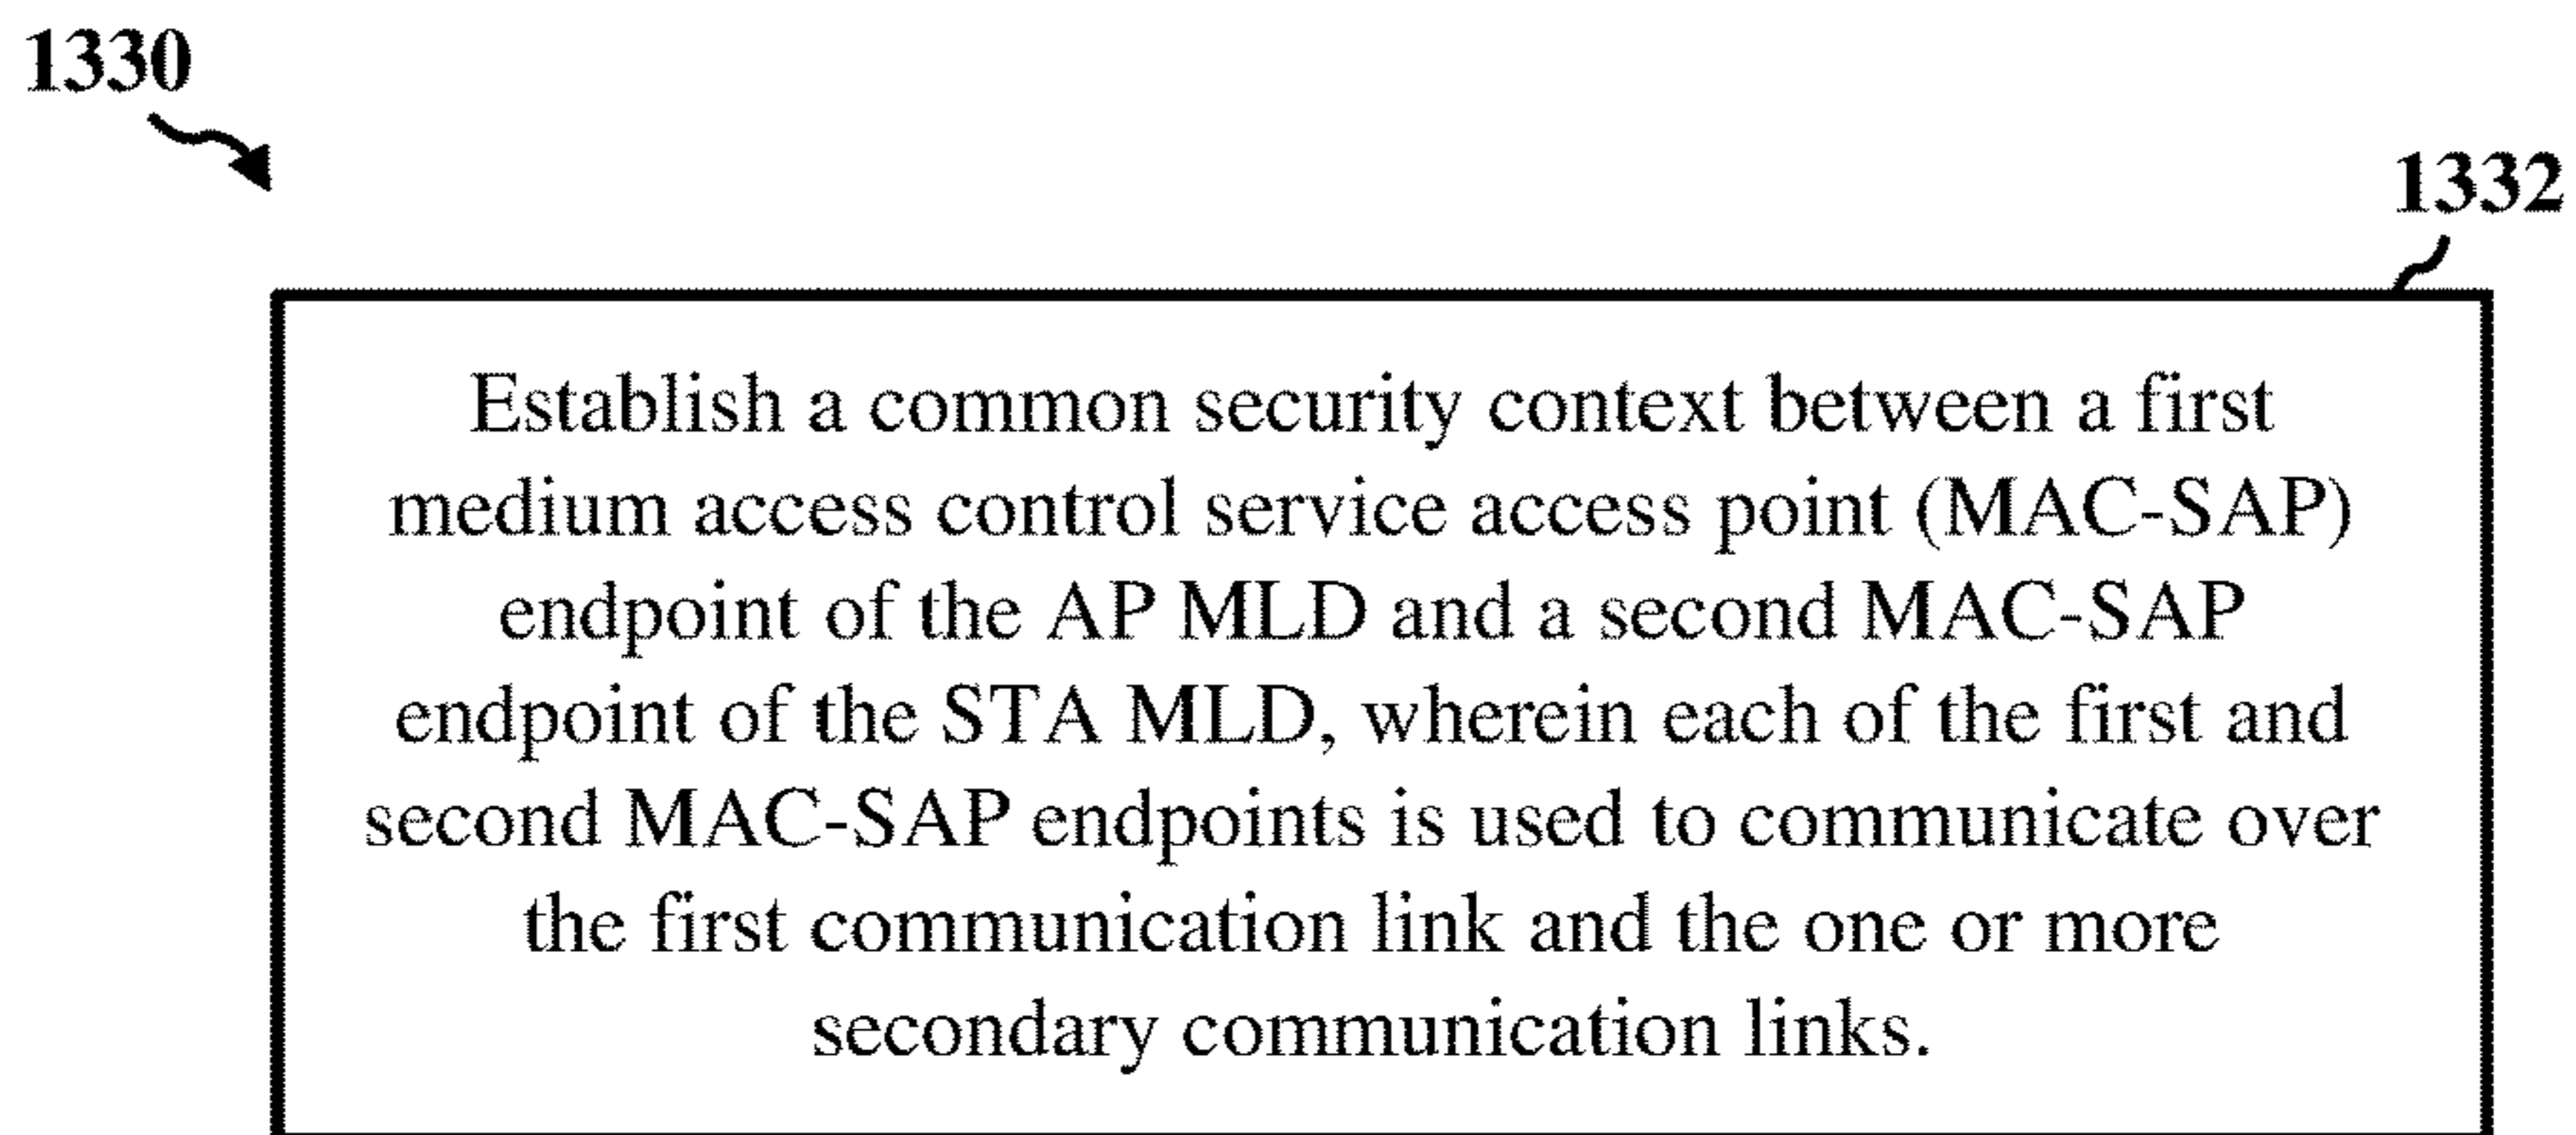 1330
1332
Establish a common security context between a first
medium access control service access point (MAC-SAP)
endpoint of the AP MLD and a second MAC-SAP
endpoint of the STA MLD, wherein each of the first and
second MAC-SAP endpoints is used to communicate over
the first communication link and the one or more
secondary communication links.